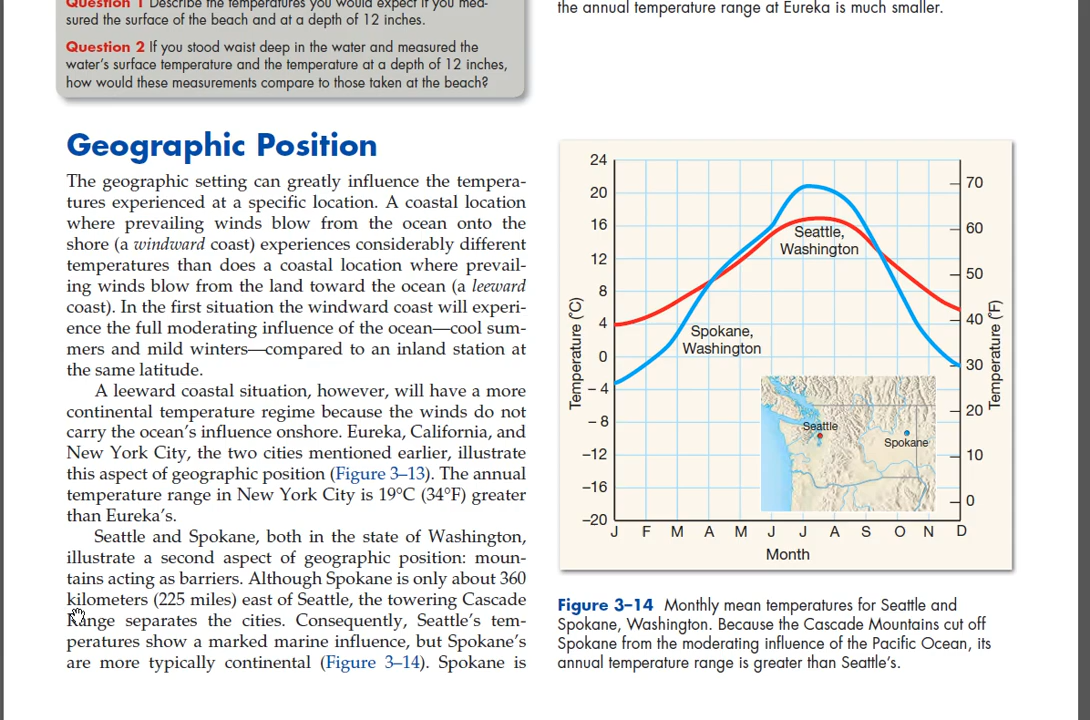 Question 1 Describe the temperatures you would expect if you mea-
sured the surface of the beach and at a depth of 12 inches.
Question 2 If you stood waist deep in the water and measured the
water's surface temperature and the temperature at a depth of 12 inches,
how would these measurements compare to those taken at the beach?
Geographic Position
The geographic setting can greatly influence the tempera-
tures experienced at a specific location. A coastal location
where prevailing winds blow from the ocean onto the
shore (a windward coast) experiences considerably different
temperatures than does a coastal location where prevail-
ing winds blow from the land toward the ocean (a leeward
coast). In the first situation the windward coast will experi-
ence the full moderating influence of the ocean—cool sum-
mers and mild winters—compared to an inland station at
the same latitude.
A leeward coastal situation, however, will have a more
continental temperature regime because the winds do not
carry the ocean's influence onshore. Eureka, California, and
New York City, the two cities mentioned earlier, illustrate
this aspect of geographic position (Figure 3–13). The annual
temperature range in New York City is 19°C (34°F) greater
than Eureka's.
Seattle and Spokane, both in the state of Washington,
illustrate a second aspect of geographic position: moun-
tains acting as barriers. Although Spokane is only about 360
kilometers (225 miles) east of Seattle, the towering Cascade
Range separates the cities. Consequently, Seattle's tem-
peratures show a marked marine influence, but Spokane's
are more typically continental (Figure 3–14). Spokane is
the annual temperature range at Eureka is much smaller.
24
20
16
12
8
4
0
–4
–8
–12
–16
–20
Temperature (°C)
70
60
50
40
30
20
10
0
Temperature (°F)
Seattle,
Washington
Spokane,
Washington
Seattle
Spokane
J F M A M J J A S O N D
Month
Figure 3–14 Monthly mean temperatures for Seattle and
Spokane, Washington. Because the Cascade Mountains cut off
Spokane from the moderating influence of the Pacific Ocean, its
annual temperature range is greater than Seattle's.